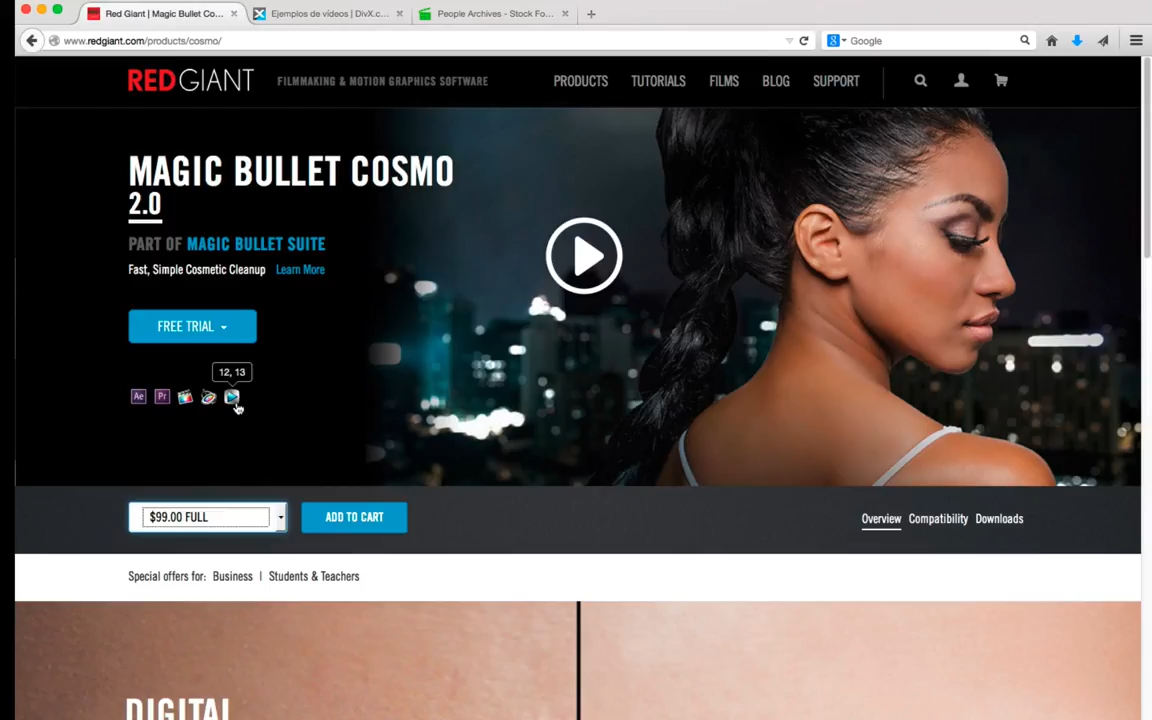 Red Giant | Magic Bullet Co...
Ejemplos de vídeos | DivX.c...
People Archives - Stock Fo...
www.redgiant.com/products/cosmo/
Google
REDGIANT
FILMMAKING & MOTION GRAPHICS SOFTWARE
PRODUCTS
TUTORIALS
FILMS
BLOG
SUPPORT
MAGIC BULLET COSMO
2.0
PART OF MAGIC BULLET SUITE
Fast, Simple Cosmetic Cleanup Learn More
FREE TRIAL
12, 13
Ae Pr
$99.00 FULL
ADD TO CART
Overview Compatibility Downloads
Special offers for: Business | Students & Teachers
DIGITAL